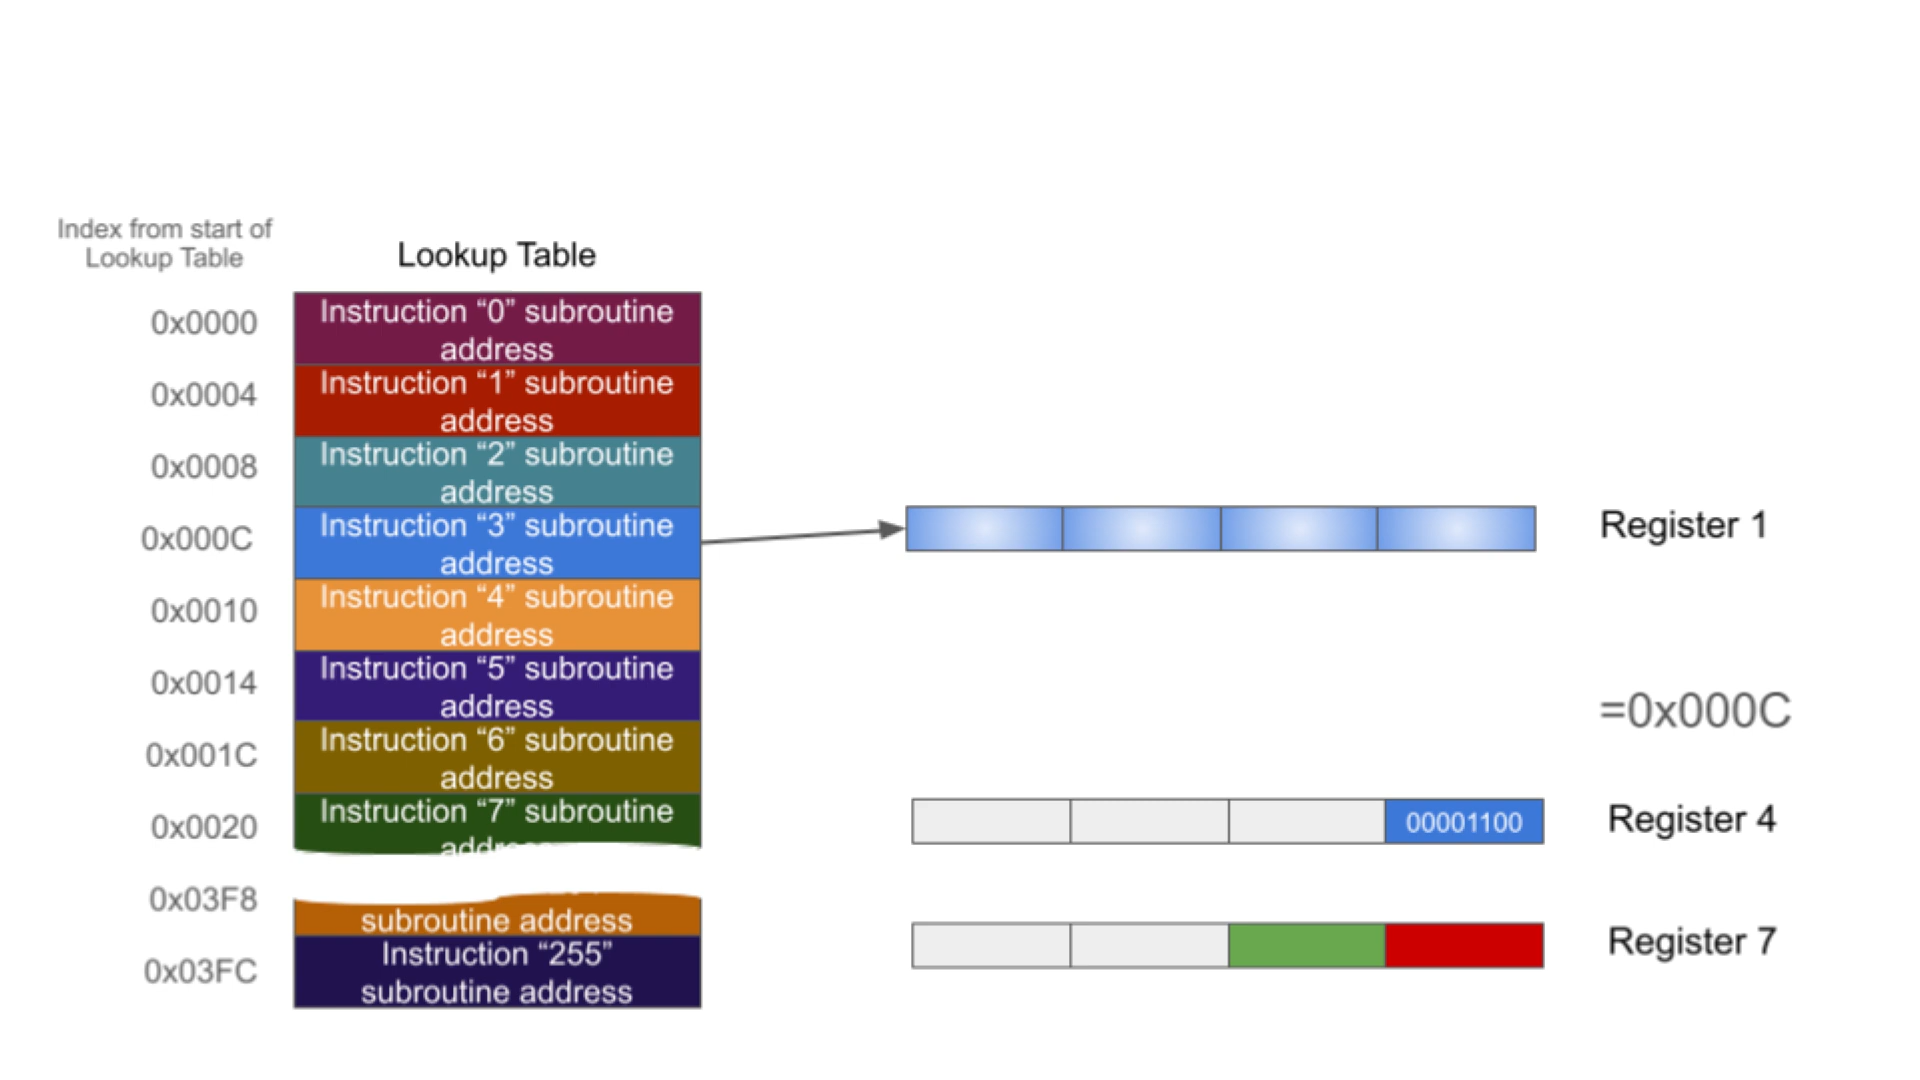 Index from start of
Lookup Table
Lookup Table
0x0000
Instruction “0” subroutine
address
0x0004
Instruction “1” subroutine
address
0x0008
Instruction “2” subroutine
address
0x000C
Instruction “3” subroutine
address
Register 1
0x0010
Instruction “4” subroutine
address
0x0014
Instruction “5” subroutine
address
=0x000C
0x001C
Instruction “6” subroutine
address
0x0020
Instruction “7” subroutine
address
00001100
Register 4
0x03F8
subroutine address
Register 7
0x03FC
Instruction “255”
subroutine address